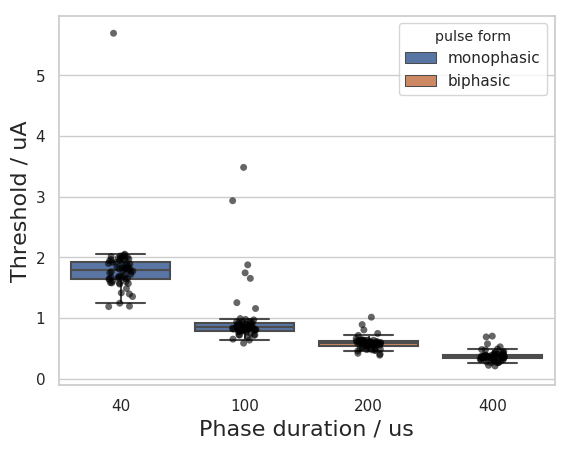 pulse form
monophasic
biphasic
5
4
3
2
1
0
Threshold / uA
40 100 200 400
Phase duration / us